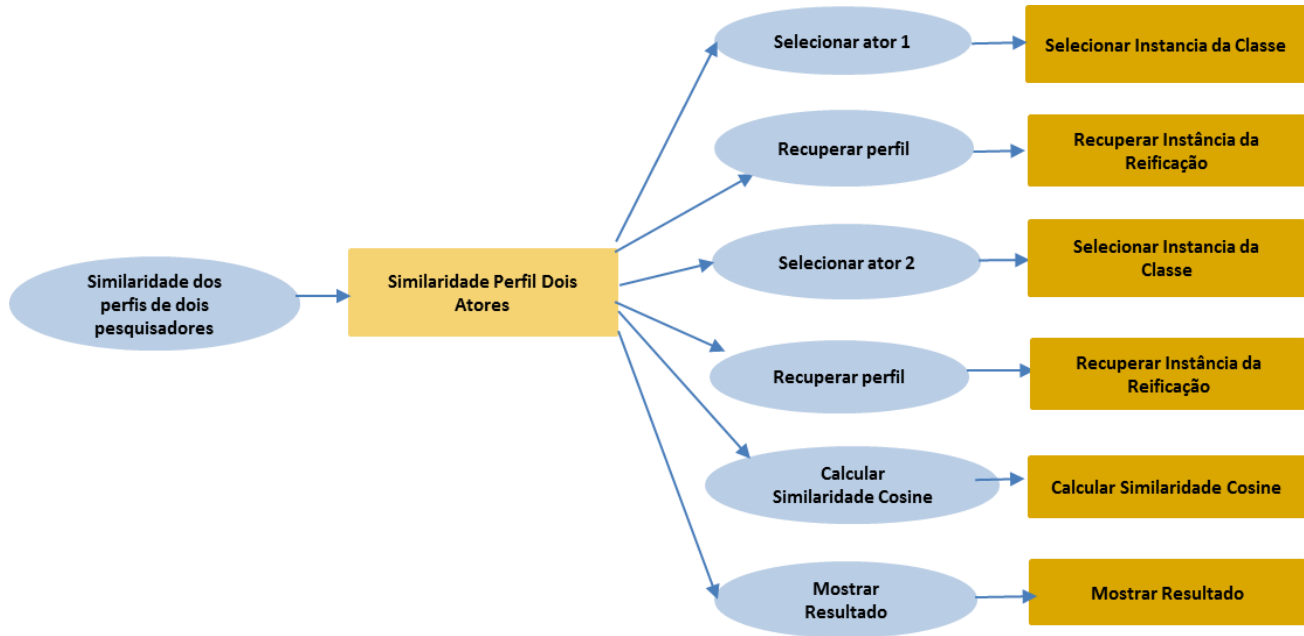 Similaridade dos
perfis de dois
pesquisadores
Similaridade Perfil Dois
Atores
Selecionar ator 1
Selecionar Instancia da Classe
Recuperar perfil
Recuperar Instância da
Reificação
Selecionar ator 2
Selecionar Instancia da
Classe
Recuperar perfil
Recuperar Instância da
Reificação
Calcular
Similaridade Cosine
Calcular Similaridade Cosine
Mostrar
Resultado
Mostrar Resultado